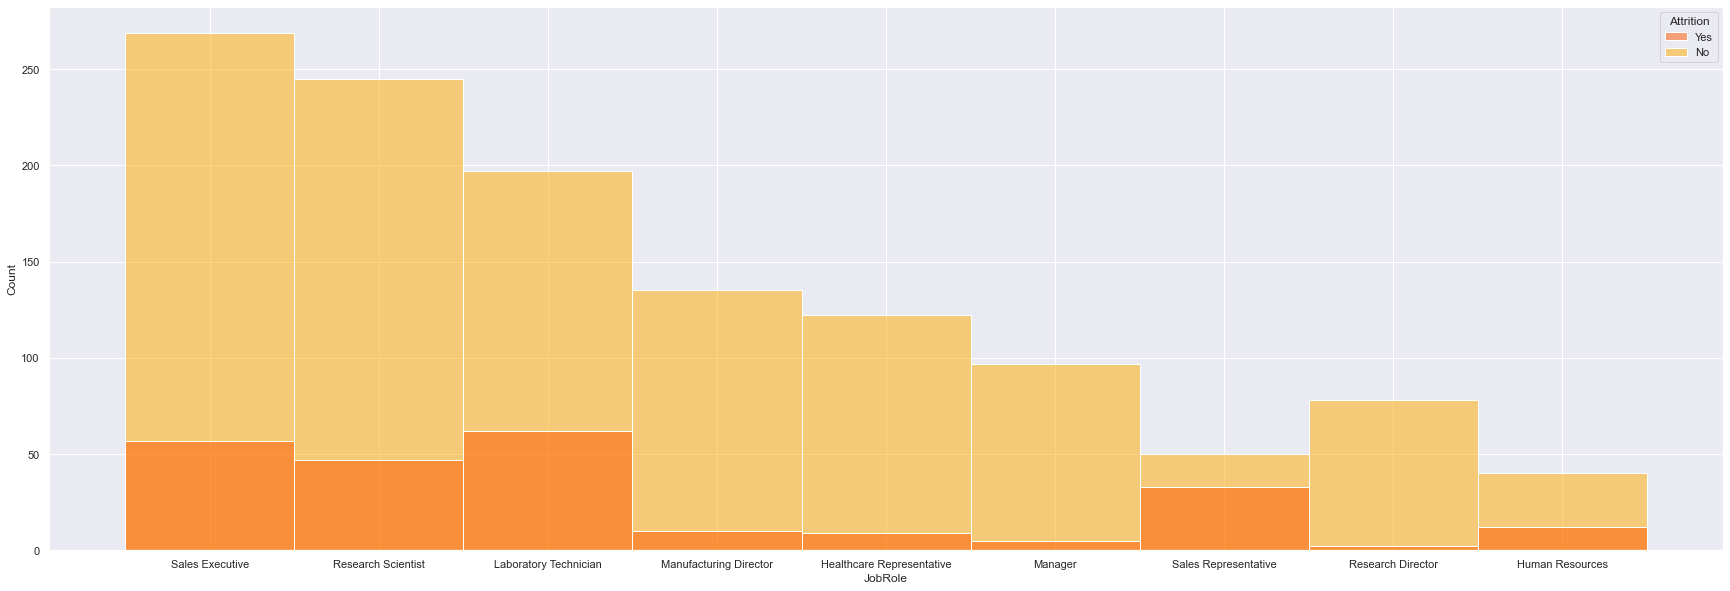 Attrition
Yes
No
250
200
150
100
50
0
Count
Sales Executive
Research Scientist
Laboratory Technician
Manufacturing Director
Healthcare Representative
Manager
Sales Representative
Research Director
Human Resources
JobRole